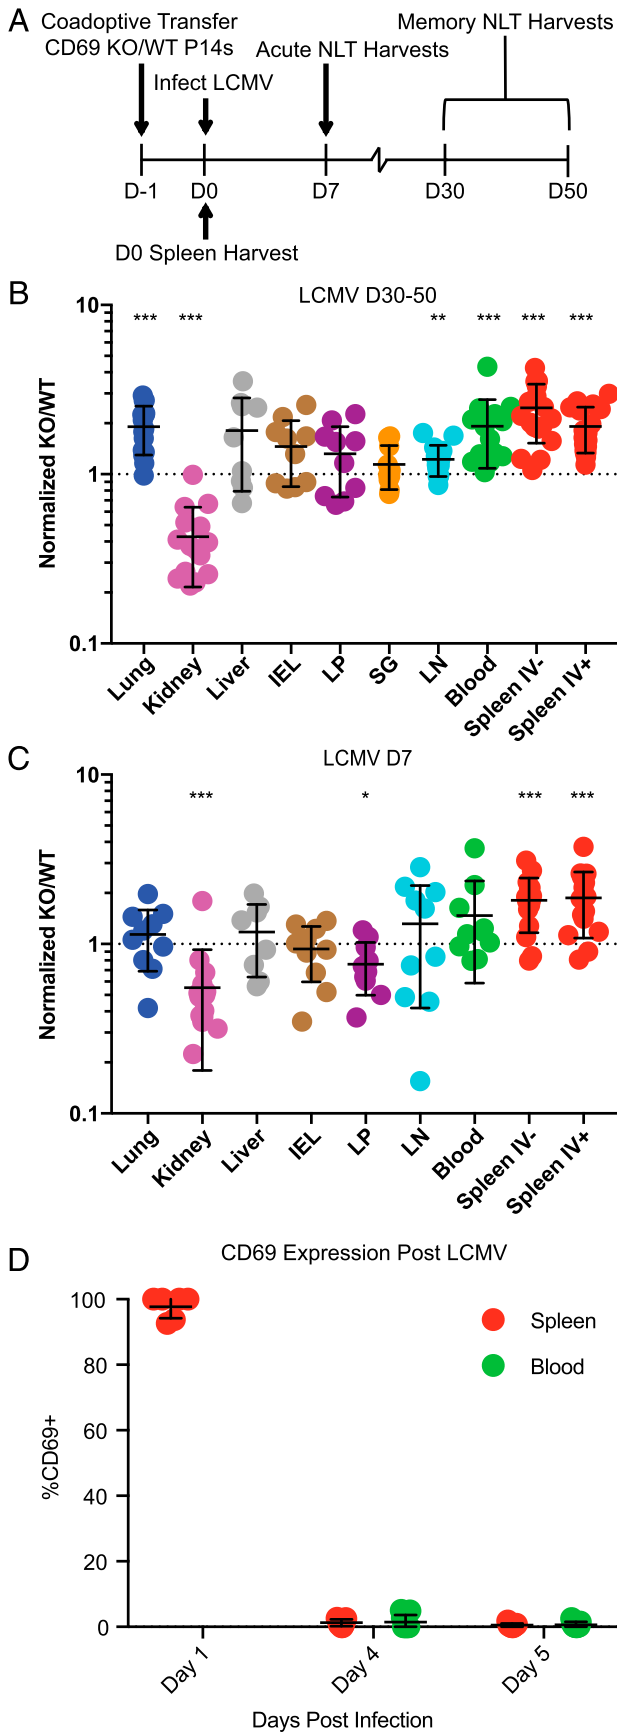 A
Coadoptive Transfer
CD69 KO/WT P14s
Infect LCMV
Acute NLT Harvests
Memory NLT Harvests
D-1
D0
D7
D30
D50
D0 Spleen Harvest
B
LCMV D30-50
Normalized KO/WT
10
1
0.1
*** *** ** *** *** ***
Lung
Kidney
Liver
IEL
LP
SG
LN
Blood
Spleen IV-
Spleen IV+
C
LCMV D7
Normalized KO/WT
10
1
0.1
*** * *** ***
Lung
Kidney
Liver
IEL
LP
LN
Blood
Spleen IV-
Spleen IV+
D
CD69 Expression Post LCMV
%CD69+
100
80
60
40
20
0
Spleen
Blood
Day 1
Day 4
Day 5
Days Post Infection